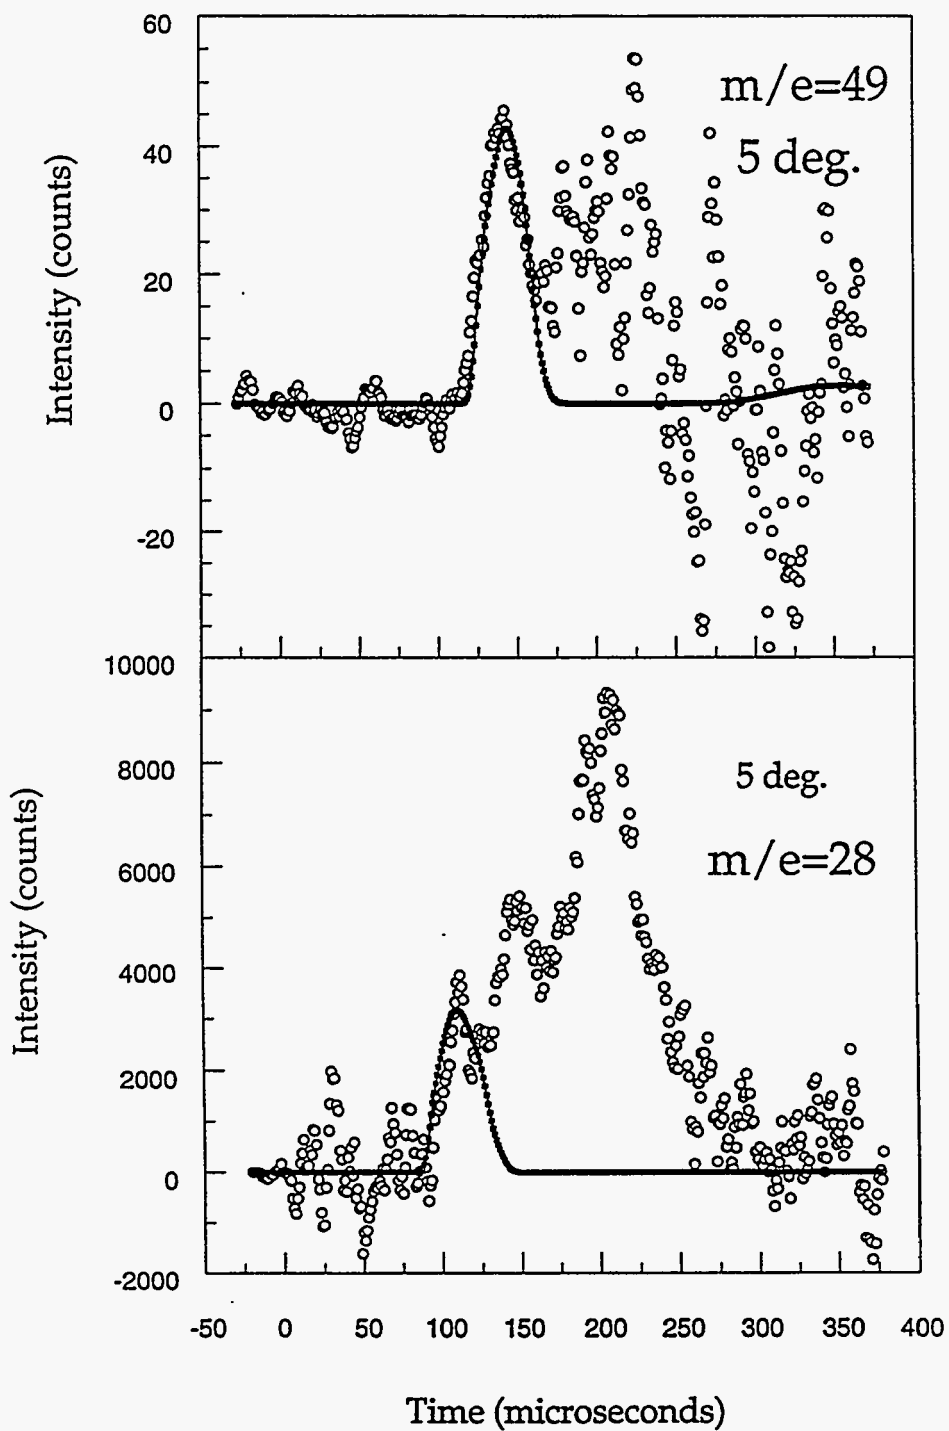 60
m/e=49
5 deg.
40
20
0
-20
Intensity (counts)
10000
8000
5 deg.
m/e=28
6000
4000
2000
0
-2000
Intensity (counts)
-50 0 50 100 150 200 250 300 350 400
Time (microseconds)